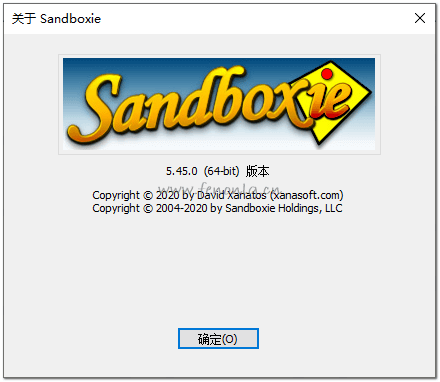 关于 Sandboxie
Sandboxie
5.45.0 (64-bit) 版本
www.fenonla.cn
Copyright © 2020 by David Xanatos (xanasoft.com)
Copyright © 2004-2020 by Sandboxie Holdings, LLC
确定(O)